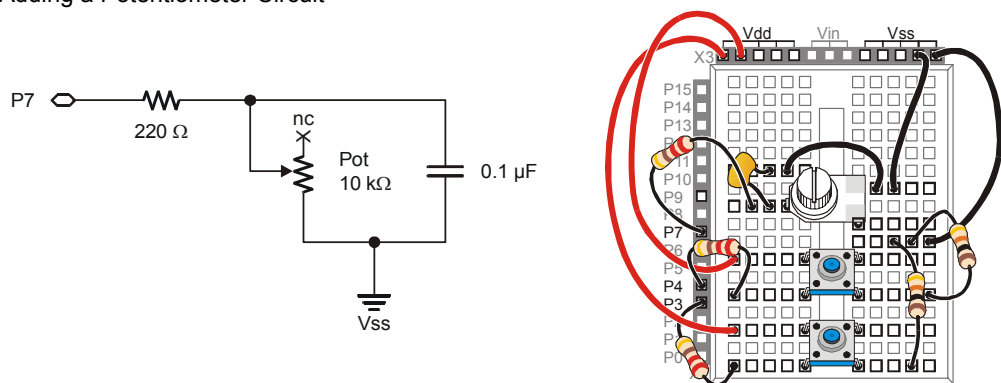 Adding a Potentiometer Circuit
P7
220 Ω
nc
Pot
10 kΩ
0.1 µF
Vss
Vdd
Vin
Vss
X3
P15
P14
P13
P10
P9
P8
P7
P6
P5
P4
P3
P0